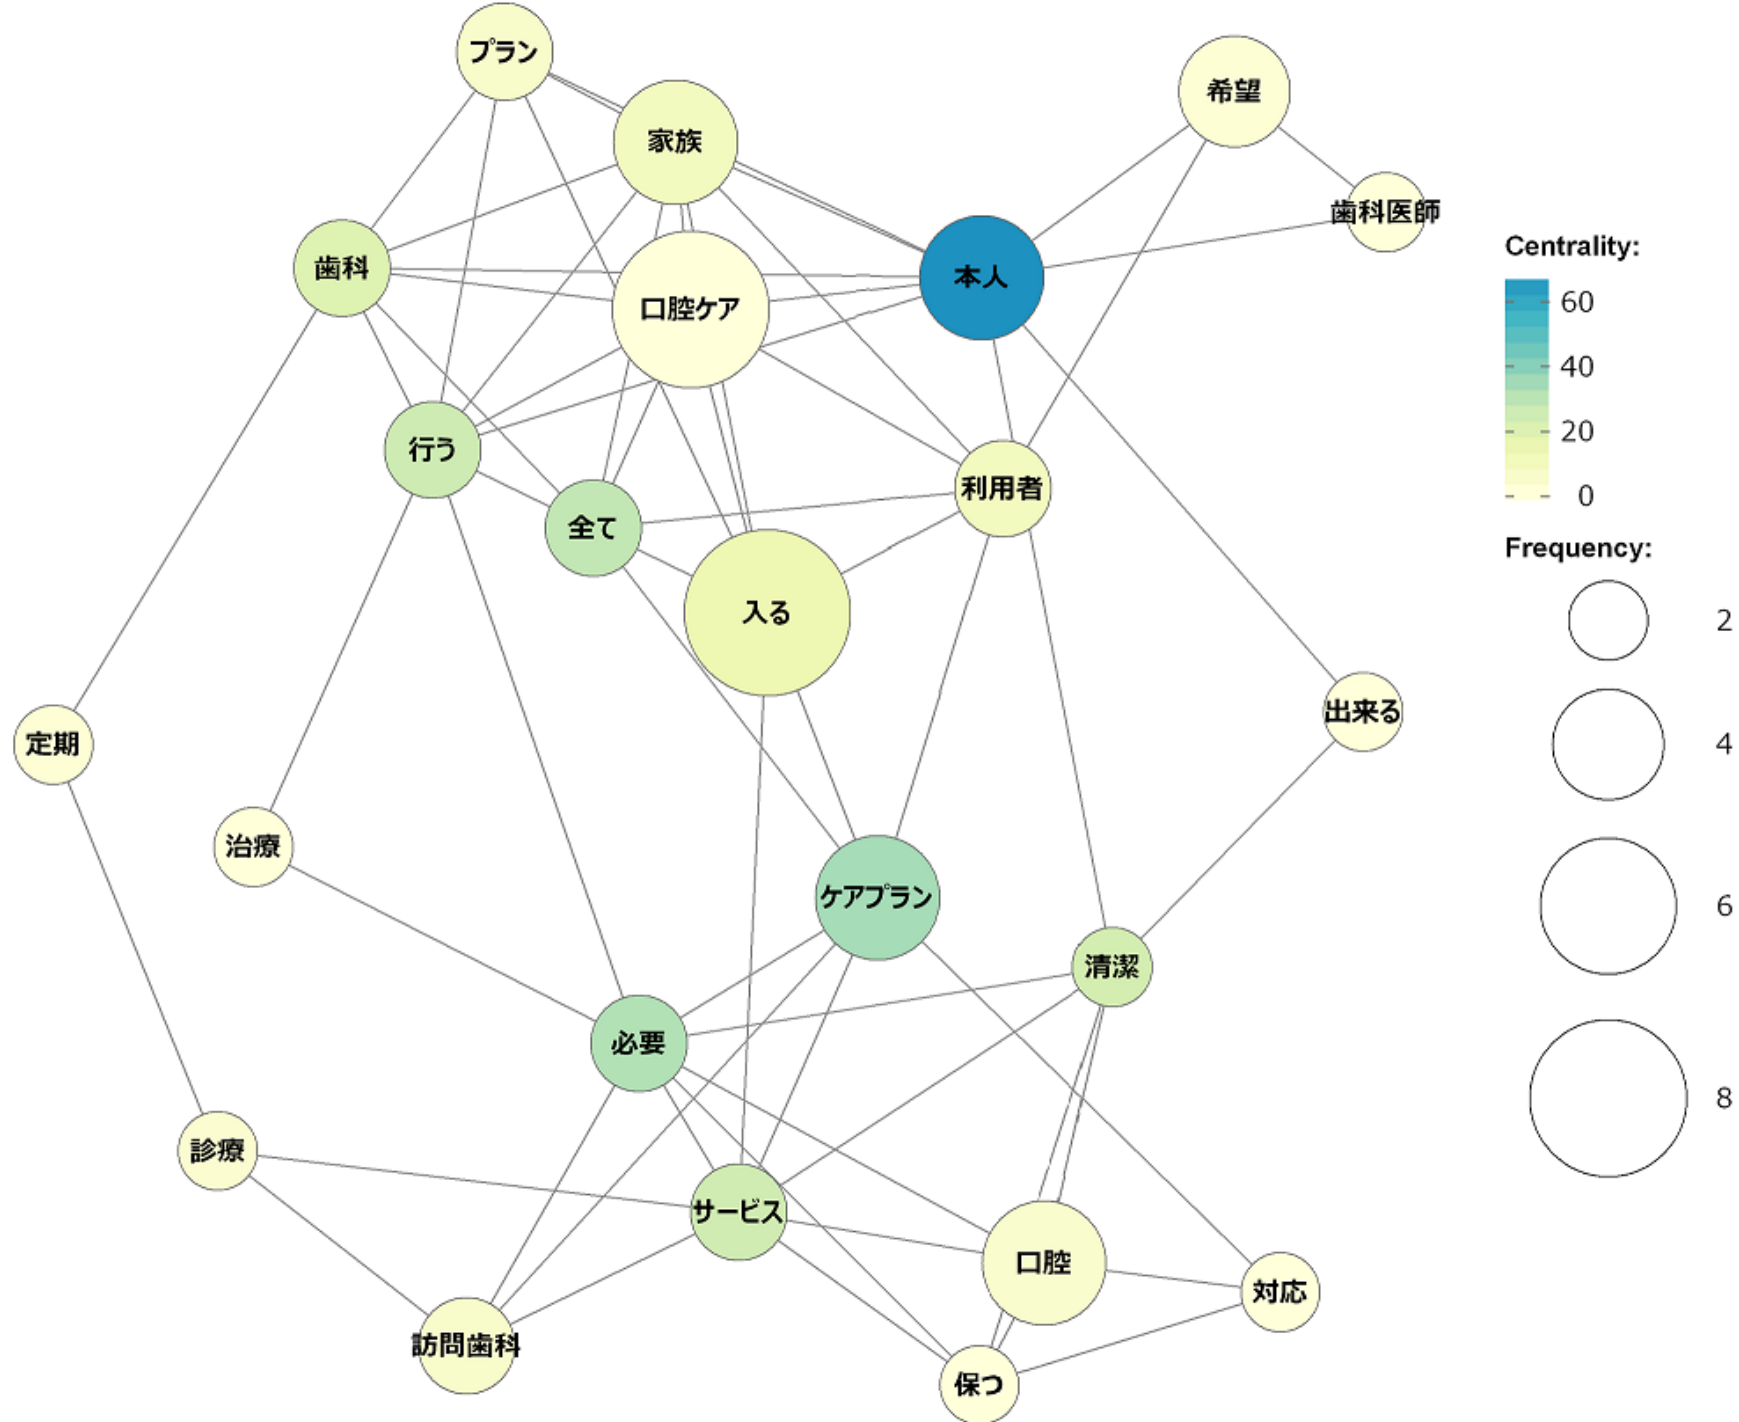 プラン
家族
希望
歯科医師
歯科
口腔ケア
本人
行う
利用者
全て
入る
定期
出来る
治療
ケアプラン
清潔
必要
診療
サービス
口腔
対応
訪問歯科
保つ
Centrality:
60
40
20
0
Frequency:
2
4
6
8